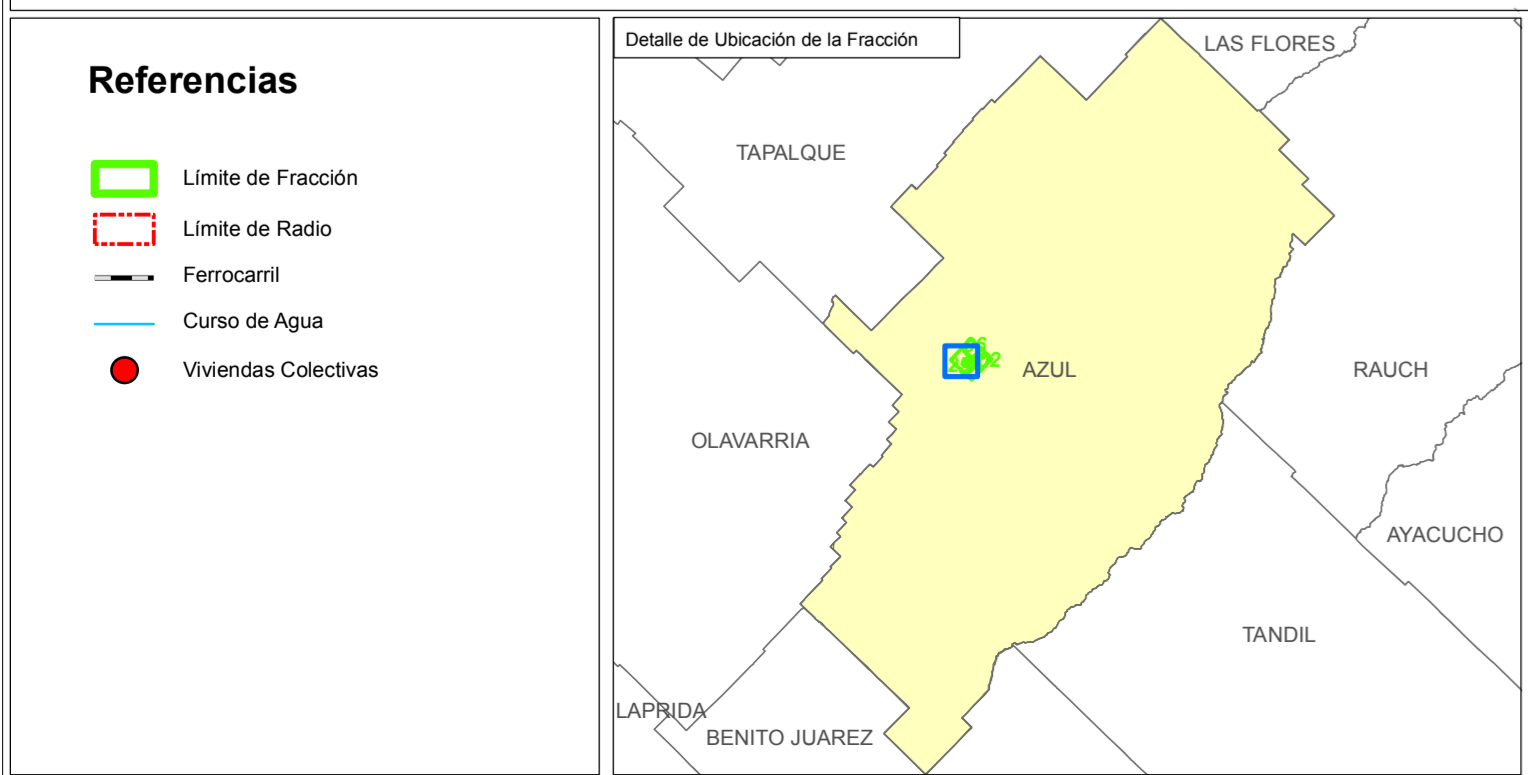 Referencias
Límite de Fracción
Límite de Radio
Ferrocarril
Curso de Agua
Viviendas Colectivas
Detalle de Ubicación de la Fracción
LAS FLORES
TAPALQUE
AZUL
RAUCH
OLAVARRIA
AYACUCHO
TANDIL
LAPRIDA
BENITO JUAREZ